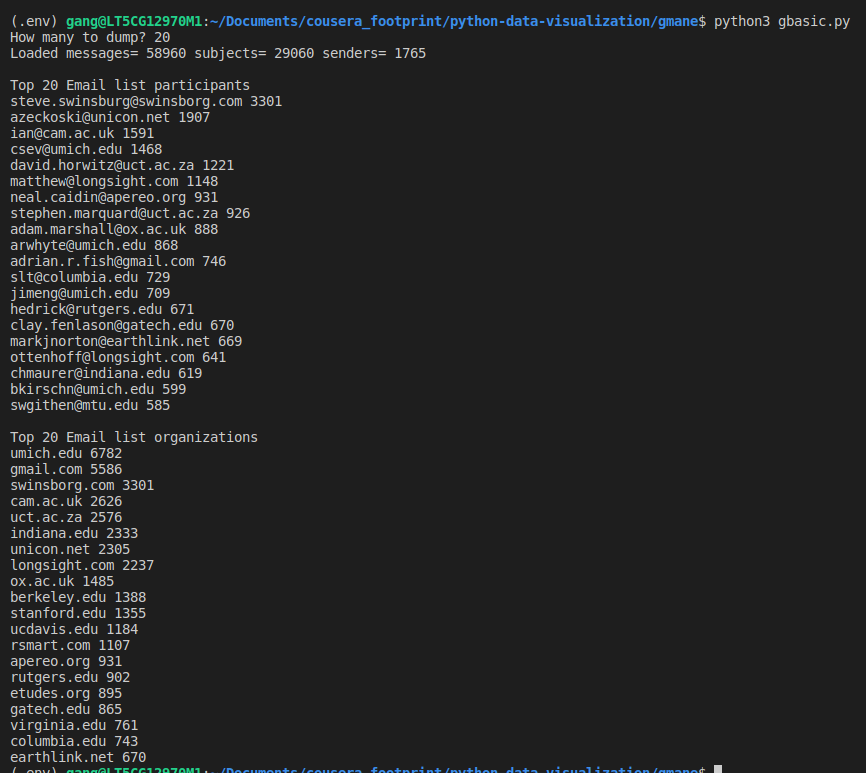 (.env) gang@LT5CG12970M1:~/Documents/cousera_footprint/python-data-visualization/gmane$ python3 gbasic.py
How many to dump? 20
Loaded messages= 58960 subjects= 29060 senders= 1765
Top 20 Email list participants
steve.swinsburg@swinsborg.com 3301
azeckoski@unicon.net 1907
ian@cam.ac.uk 1591
csev@umich.edu 1468
david.horwitz@uct.ac.za 1221
matthew@longsight.com 1148
neal.caidin@apereo.org 931
stephen.marquard@uct.ac.za 926
adam.marshall@ox.ac.uk 888
arwhyte@umich.edu 868
adrian.r.fish@gmail.com 746
slt@columbia.edu 729
jimeng@umich.edu 709
hedrick@rutgers.edu 671
clay.fenlason@gatech.edu 670
markjnorton@earthlink.net 669
ottenhoff@longsight.com 641
chmaurer@indiana.edu 619
bkirschn@umich.edu 599
swgithen@mtu.edu 585
Top 20 Email list organizations
umich.edu 6782
gmail.com 5586
swinsborg.com 3301
cam.ac.uk 2626
uct.ac.za 2576
indiana.edu 2333
unicon.net 2305
longsight.com 2237
ox.ac.uk 1485
berkeley.edu 1388
stanford.edu 1355
ucdavis.edu 1184
rsmart.com 1107
apereo.org 931
rutgers.edu 902
etudes.org 895
gatech.edu 865
virginia.edu 761
columbia.edu 743
earthlink.net 670
(.env) gang@LT5CG12970M1:~/Documents/cousera_footprint/python-data-visualization/gmane$